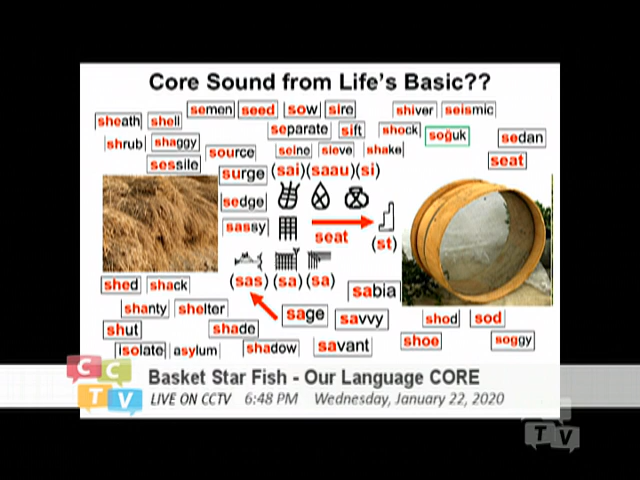 Core Sound from Life's Basic??
semen seed sow sire
shiver seismic
sheath shell
separate sift shock soğuk
sedan
shrub shaggy
source seine sieve shake
seat
sessile
surge (sai)(saau)(si)
sedge
sassy
seat
(st)
(sas) (sa) (sa)
shed shack
sabia
shanty shelter
sage savvy
shod sod
shut
shade
isolate asylum
shadow savant
shoe
soggy
CCTV
Basket Star Fish - Our Language CORE
LIVE ON CCTV 6:48 PM Wednesday, January 22, 2020
TV